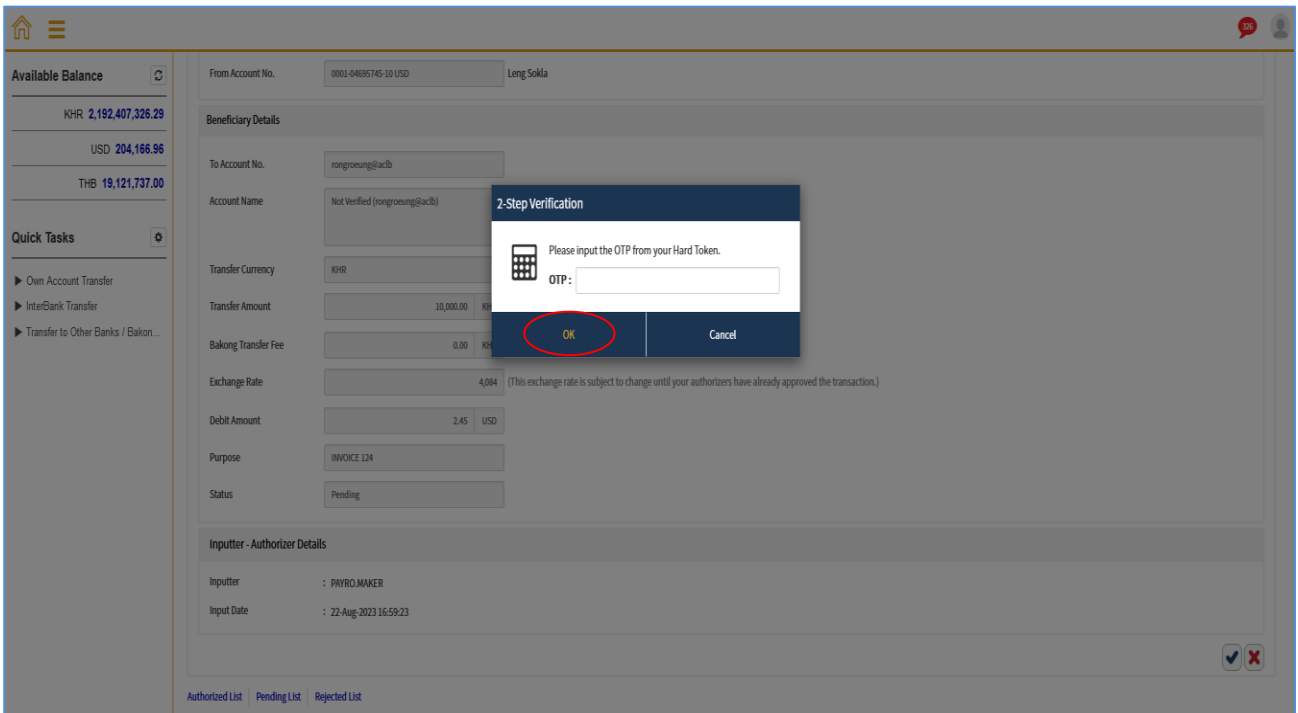 326
Available Balance
KHR 2,192,407,326.29
USD 204,166.96
THB 19,121,737.00
Quick Tasks
Own Account Transfer
InterBank Transfer
Transfer to Other Banks / Bakon...
From Account No. 0001-04695745-10 USD Leng Sokla
Beneficiary Details
To Account No. rongroeung@aclb
Account Name Not Verified (rongroeung@aclb)
Transfer Currency KHR
Transfer Amount 10,000.00 KH
Bakong Transfer Fee 0.00 KH
Exchange Rate 4,084 (This exchange rate is subject to change until your authorizers have already approved the transaction.)
Debit Amount 2.45 USD
Purpose INVOICE 124
Status Pending
2-Step Verification
Please input the OTP from your Hard Token.
OTP :
OK Cancel
Inputter - Authorizer Details
Inputter : PAYRO.MAKER
Input Date : 22-Aug-2023 16:59:23
Authorized List Pending List Rejected List